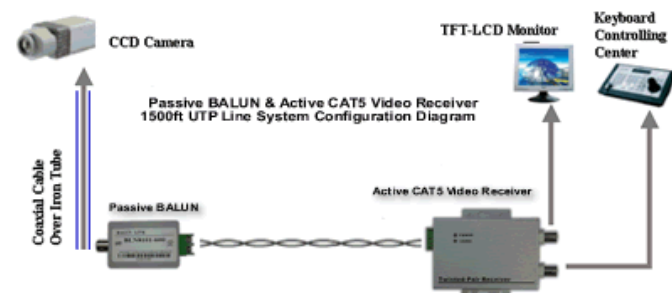 CCD Camera
TFT-LCD Monitor
Keyboard
Controlling
Center
Passive BALUN & Active CAT5 Video Receiver
1500ft UTP Line System Configuration Diagram
Coaxial Cable
Over Iron Tube
Passive BALUN
Active CAT5 Video Receiver
Twisted Pair Receiver